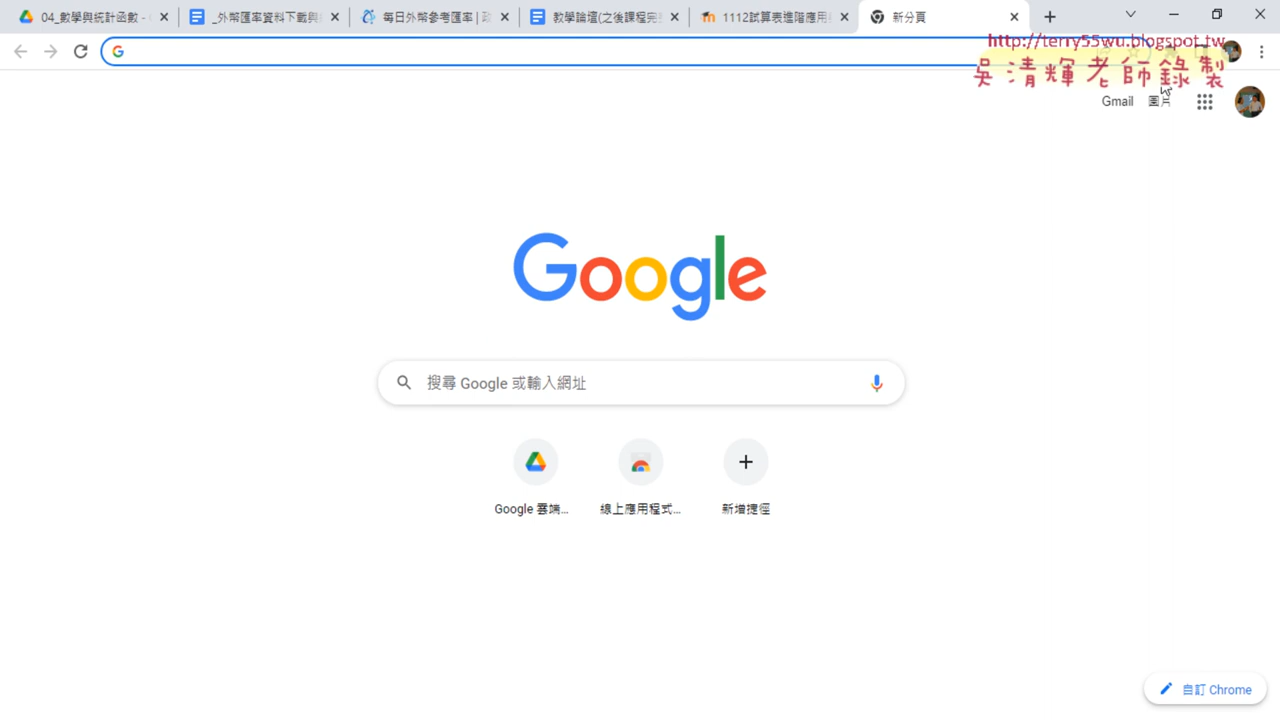 04_數學與統計函數 -
_外幣匯率資料下載與
每日外幣參考匯率 | 政
教學論壇(之後課程完
1112試算表進階應用
新分頁
http://terry55wu.blogspot.tw
吳清輝老師錄製
Gmail 圖片
Google
搜尋 Google 或輸入網址
Google 雲端...
線上應用程式...
新增捷徑
自訂 Chrome